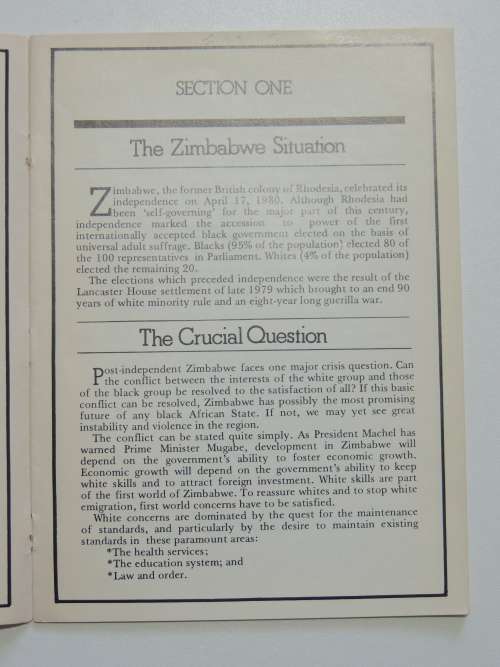 SECTION ONE
The Zimbabwe Situation
Zimbabwe, the former British colony of Rhodesia, celebrated its
independence on April 17, 1980. Although Rhodesia had
been 'self-governing' for the major part of this century,
independence marked the accession to power of the first
internationally accepted black government elected on the basis of
universal adult suffrage. Blacks (95% of the population) elected 80 of
the 100 representatives in Parliament. Whites (4% of the population)
elected the remaining 20.
The elections which preceded independence were the result of the
Lancaster House settlement of late 1979 which brought to an end 90
years of white minority rule and an eight-year long guerilla war.
The Crucial Question
Post-independent Zimbabwe faces one major crisis question. Can
the conflict between the interests of the white group and those
of the black group be resolved to the satisfaction of all? If this basic
conflict can be resolved, Zimbabwe has possibly the most promising
future of any black African State. If not, we may yet see great
instability and violence in the region.
The conflict can be stated quite simply. As President Machel has
warned Prime Minister Mugabe, development in Zimbabwe will
depend on the government's ability to foster economic growth.
Economic growth will depend on the government's ability to keep
white skills and to attract foreign investment. White skills are part
of the first world of Zimbabwe. To reassure whites and to stop white
emigration, first world concerns have to be satisfied.
White concerns are dominated by the quest for the maintenance
of standards, and particularly by the desire to maintain existing
standards in these paramount areas:
*The health services;
*The education system; and
*Law and order.